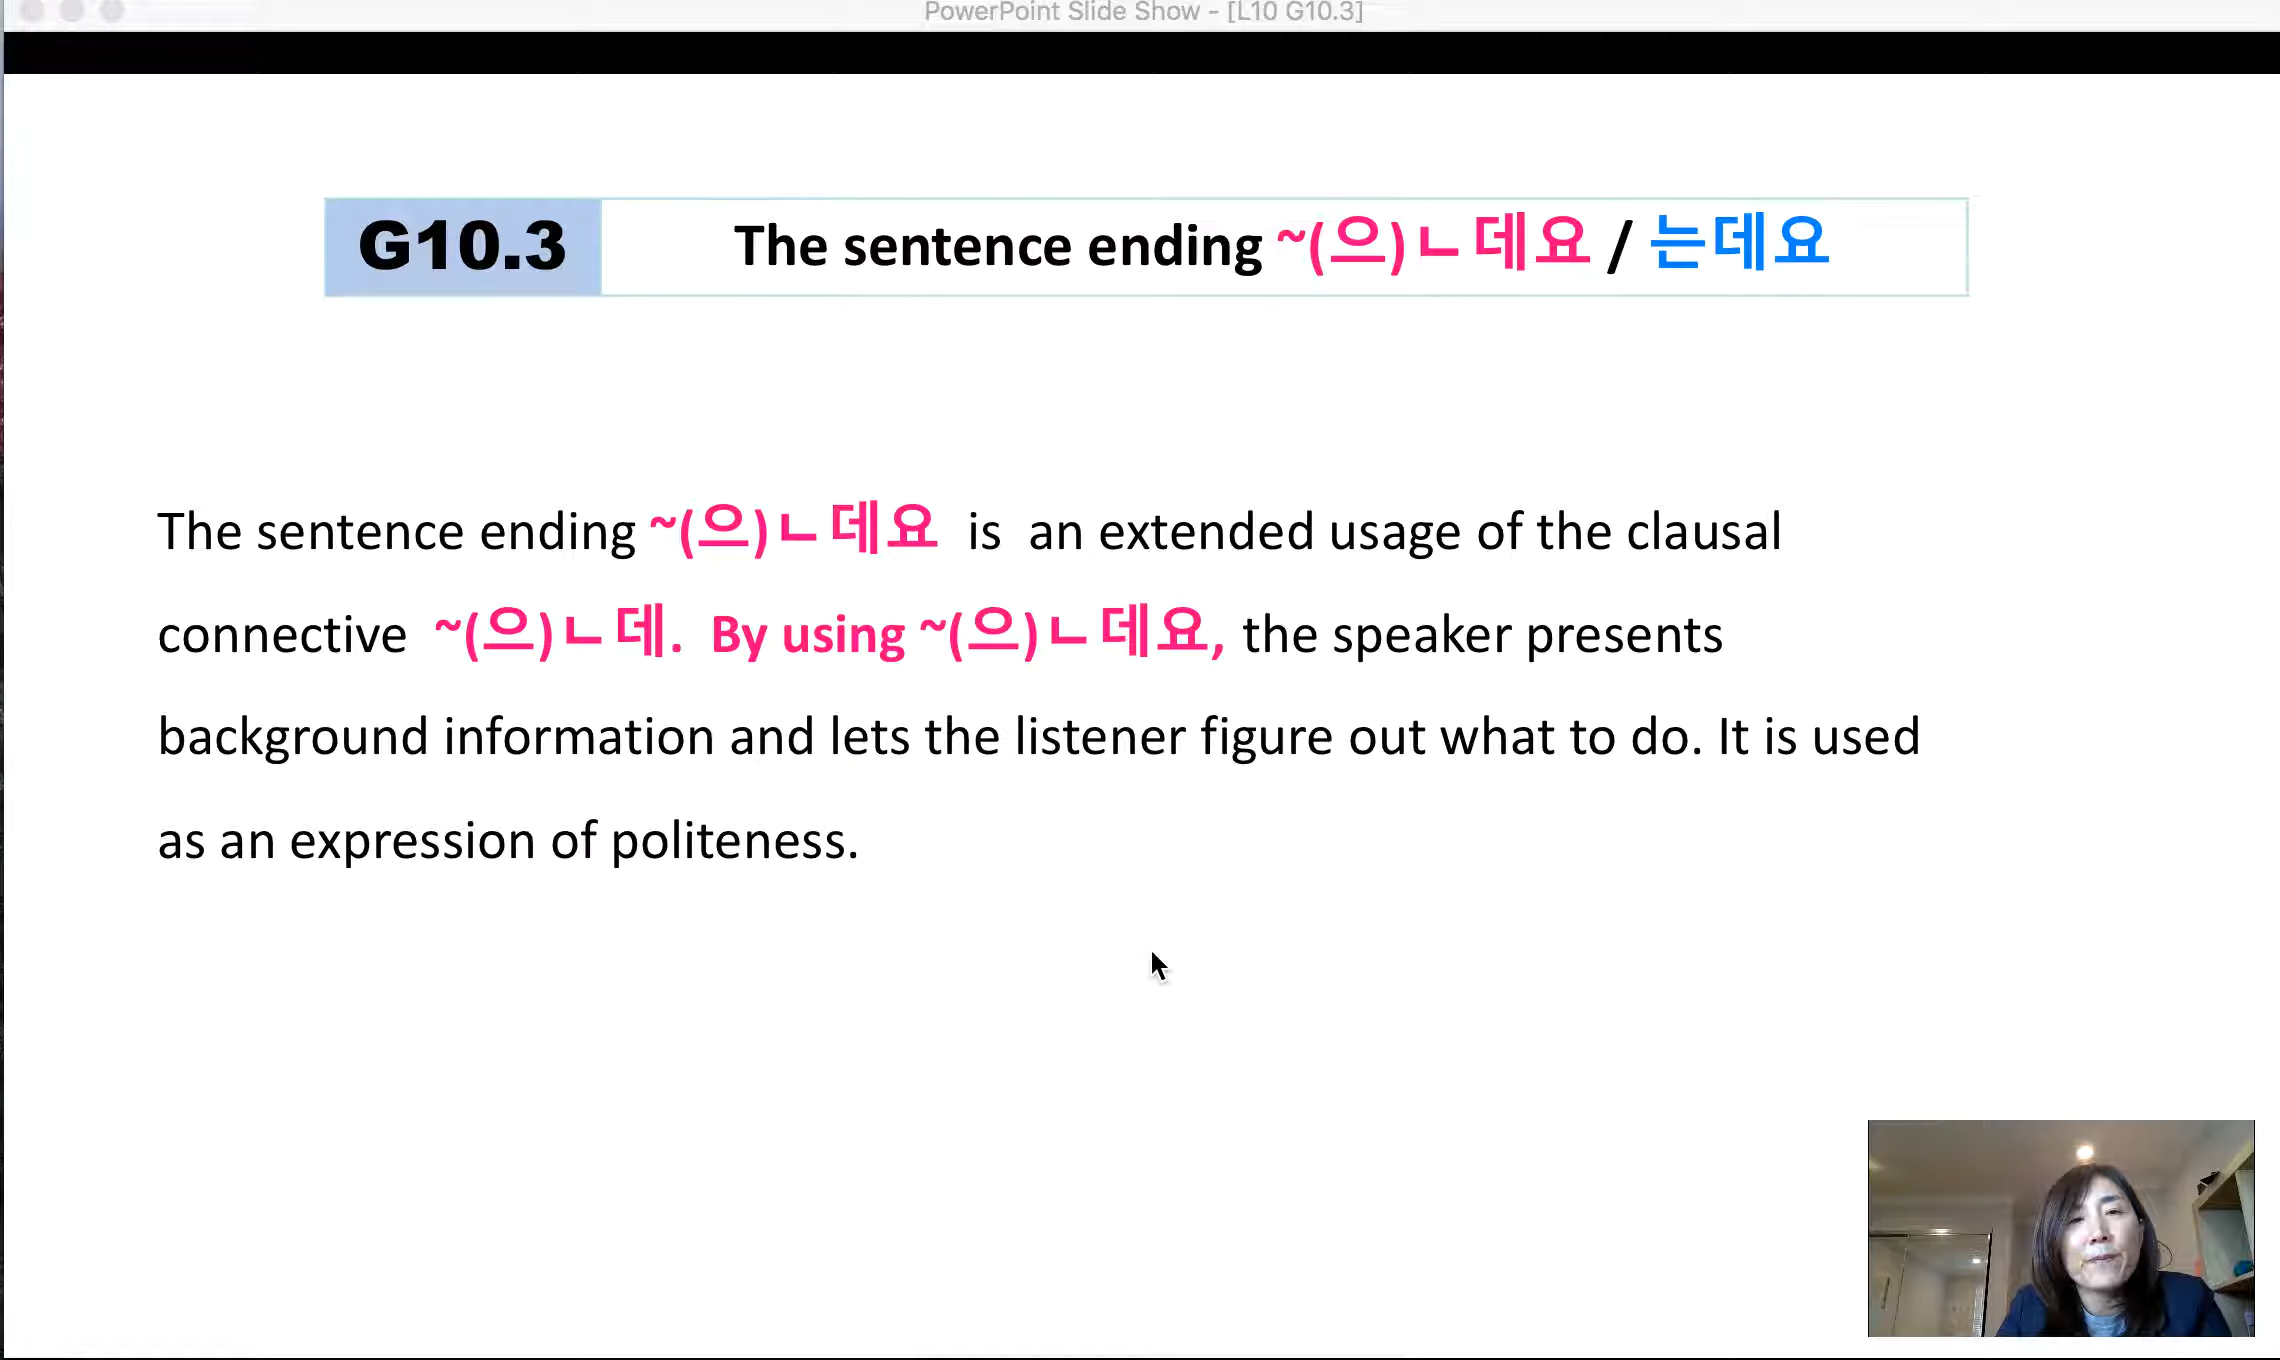 PowerPoint Slide Show - [L10 G10.3]
G10.3 The sentence ending ~(으)ㄴ데요 / 는데요
The sentence ending ~(으)ㄴ데요 is an extended usage of the clausal
connective ~(으)ㄴ데. By using ~(으)ㄴ데요, the speaker presents
background information and lets the listener figure out what to do. It is used
as an expression of politeness.